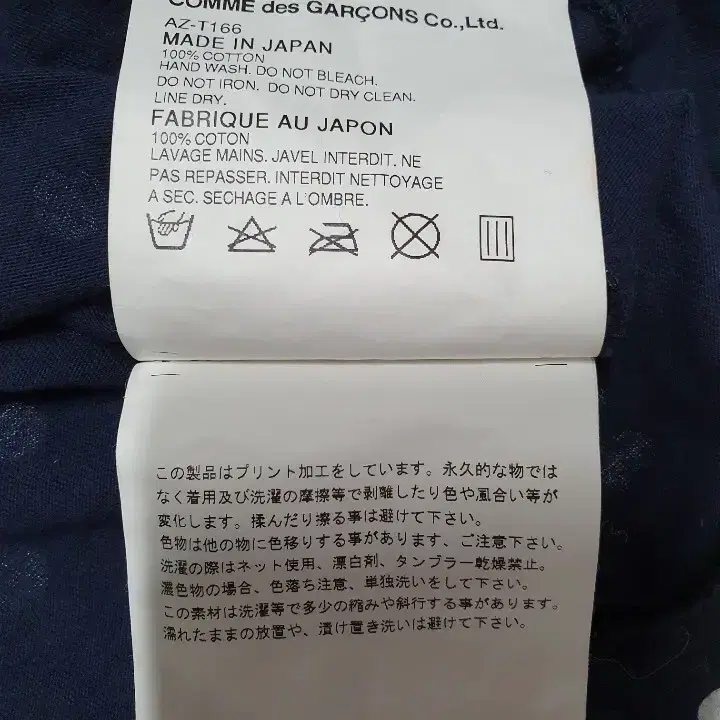 COMME des GARÇONS Co.,Ltd.
AZ-T166
MADE IN JAPAN
100% COTTON
HAND WASH. DO NOT BLEACH.
DO NOT IRON. DO NOT DRY CLEAN.
LINE DRY.
FABRIQUE AU JAPON
100% COTON
LAVAGE MAINS. JAVEL INTERDIT. NE
PAS REPASSER. INTERDIT NETTOYAGE
A SEC. SECHAGE A L'OMBRE.
この製品はプリント加工をしています。永久的な物では
なく着用及び洗濯の摩擦等で剥離したり色や風合い等が
変化します。揉んだり擦る事は避けて下さい。
色物は他の物に色移りする事があります、ご注意下さい。
洗濯の際はネット使用、漂白剤、タンブラー乾燥禁止。
濃色物の場合、色落ち注意、単独洗いをして下さい。
この素材は洗濯等で多少の縮みや斜行する事があります。
濡れたままの放置や、漬け置き洗いは避けて下さい。